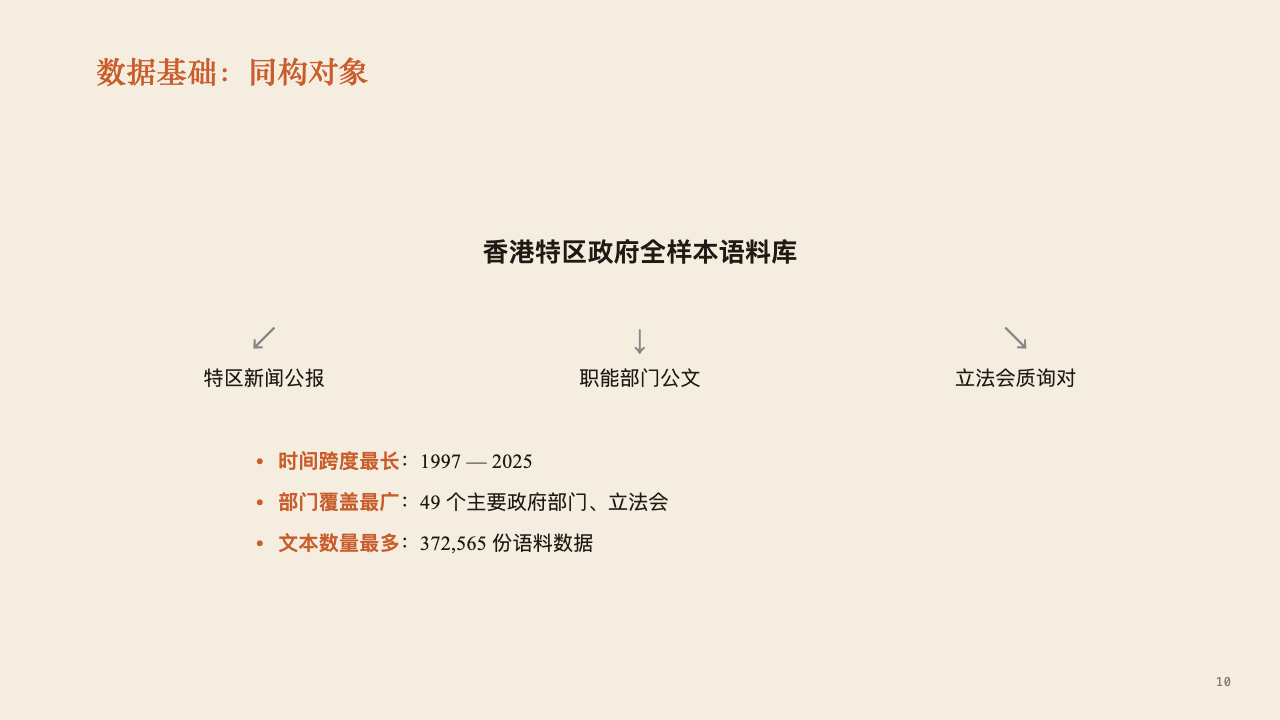 数据基础：同构对象
香港特区政府全样本语料库
↙ ↓ ↘
特区新闻公报 职能部门公文 立法会质询对
• 时间跨度最长：1997 — 2025
• 部门覆盖最广：49 个主要政府部门、立法会
• 文本数量最多：372,565 份语料数据
10